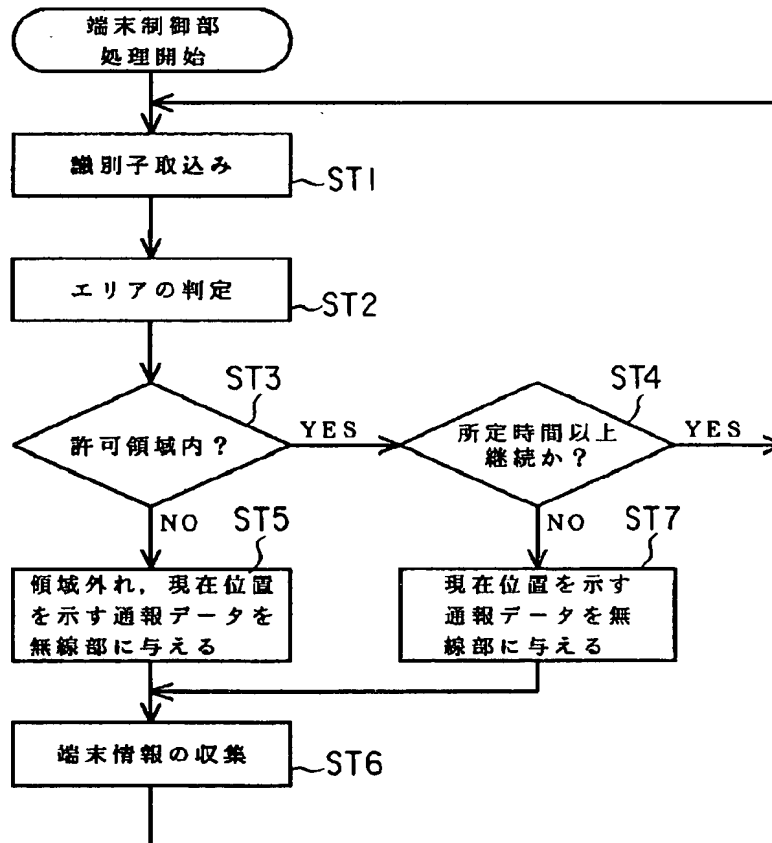 端末制御部
処理開始
識別子取込み
ST1
エリアの判定
ST2
ST3
許可領域内？
YES
ST4
所定時間以上
継続か？
YES
NO
ST5
領域外れ，現在位置
を示す通報データを
無線部に与える
NO
ST7
現在位置を示す
通報データを無
線部に与える
端末情報の収集
ST6